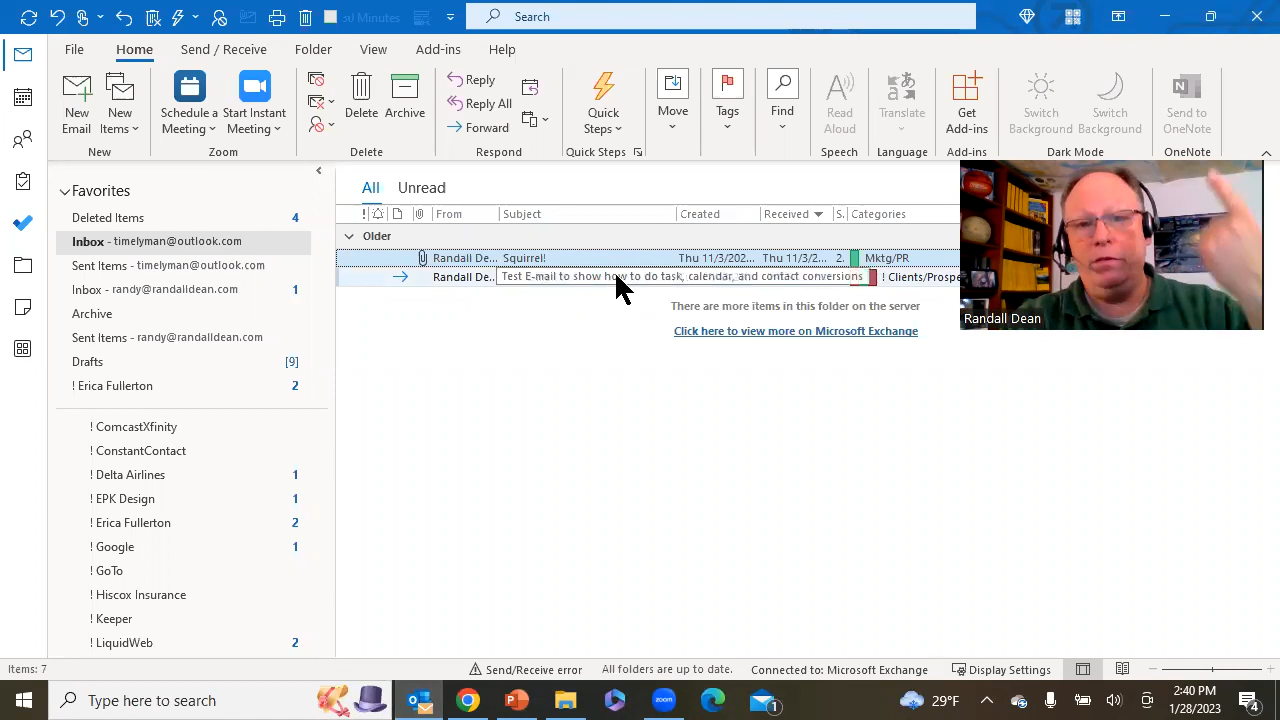 30 Minutes
Search
File Home Send / Receive Folder View Add-ins Help
New Email
New Items
Schedule a Meeting
Start Instant Meeting
Delete
Archive
Reply
Reply All
Forward
Quick Steps
Move
Tags
Find
Read Aloud
Translate
Get Add-ins
Switch Background
Switch Background
Send to OneNote
New Zoom Delete Respond Quick Steps Speech Language Add-ins Dark Mode OneNote
Favorites
Deleted Items 4
Inbox - timelyman@outlook.com
Sent Items - timelyman@outlook.com
Inbox - randy@randalldean.com 1
Archive
Sent Items - randy@randalldean.com
Drafts [9]
! Erica Fullerton 2
! ComcastXfinity
! ConstantContact
! Delta Airlines 1
! EPK Design 1
! Erica Fullerton 2
! Google 1
! GoTo
! Hiscox Insurance
! Keeper
! LiquidWeb 2
All Unread
! From Subject Created Received S. Categories
Older
Randall De... Squirrel! Thu 11/3/202... Thu 11/3/2... 2. Mktg/PR
Randall De... Test E-mail to show how to do task, calendar, and contact conversions ! Clients/Prospe
There are more items in this folder on the server
Click here to view more on Microsoft Exchange
Randall Dean
Items: 7 Send/Receive error All folders are up to date. Connected to: Microsoft Exchange Display Settings
Type here to search
1
29°F
2:40 PM
1/28/2023
4